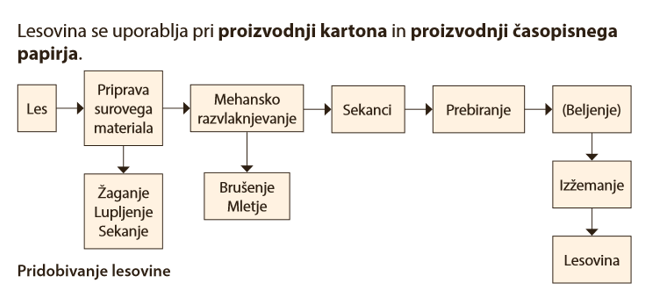 Lesovina se uporablja pri proizvodnji kartona in proizvodnji časopisnega
papirja.
Les
Priprava
surovega
materiala
Mehansko
razvlaknjevanje
Sekanci
Prebiranje
(Beljenje)
Žaganje
Lupljenje
Sekanje
Brušenje
Mletje
Izžemanje
Lesovina
Pridobivanje lesovine